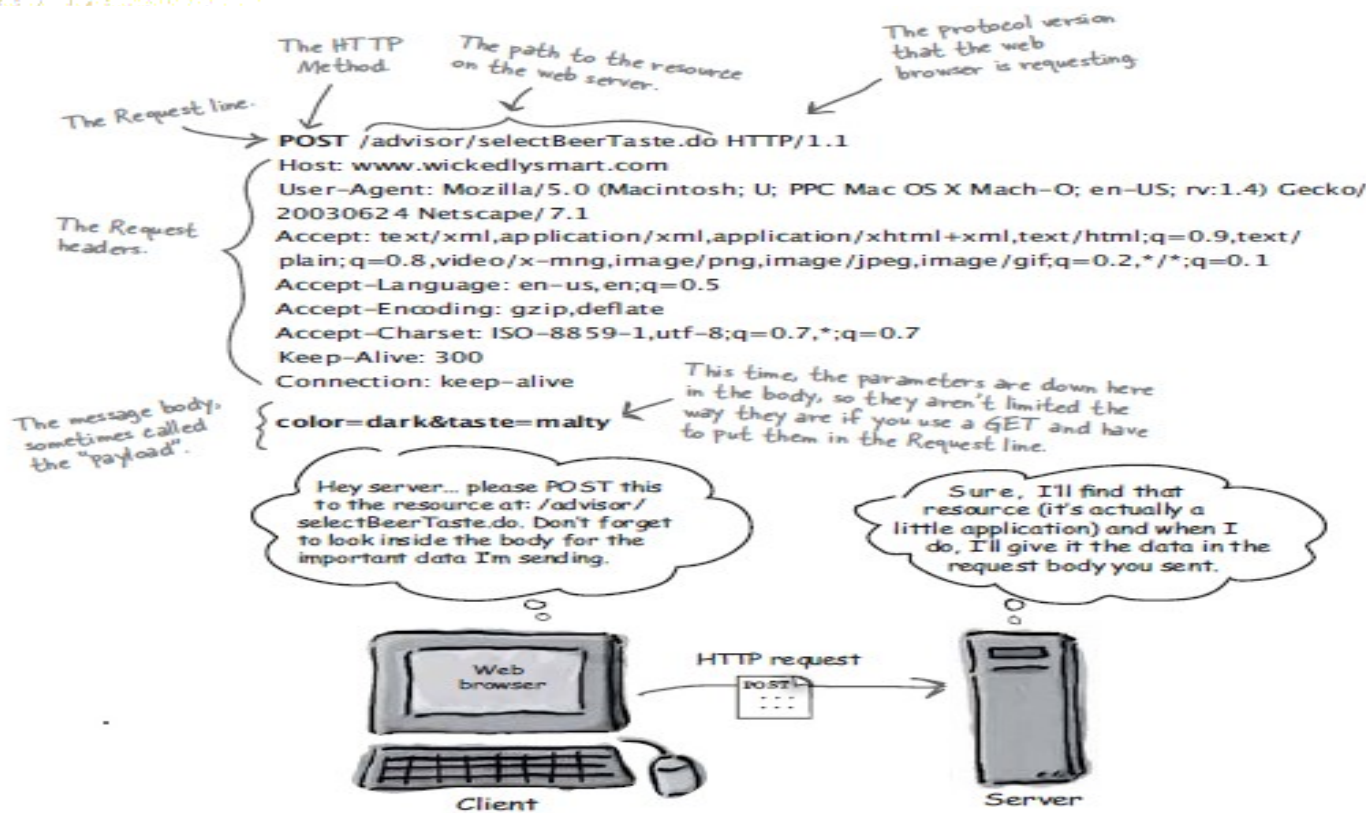 The HTTP
Method
The path to the resource
on the web server.
The protocol version
that the web
browser is requesting.
The Request line.
POST /advisor/selectBeerTaste.do HTTP/1.1
Host: www.wickedlysmart.com
User-Agent: Mozilla/5.0 (Macintosh; U; PPC Mac OS X Mach-O; en-US; rv:1.4) Gecko/
20030624 Netscape/7.1
Accept: text/xml,application/xml,application/xhtml+xml,text/html;q=0.9,text/
plain;q=0.8,video/x-mng,image/png,image/jpeg,image/gif;q=0.2,*/*;q=0.1
Accept-Language: en-us,en;q=0.5
Accept-Encoding: gzip,deflate
Accept-Charset: ISO-8859-1,utf-8;q=0.7,*;q=0.7
Keep-Alive: 300
Connection: keep-alive
The Request
headers.
The message body,
sometimes called
the "payload".
color=dark&taste=malty
This time, the parameters are down here
in the body, so they aren't limited the
way they are if you use a GET and have
to put them in the Request line.
Hey server... please POST this
to the resource at: /advisor/
selectBeerTaste.do. Don't forget
to look inside the body for the
important data I'm sending.
Sure, I'll find that
resource (it's actually a
little application) and when I
do, I'll give it the data in the
request body you sent.
Web
browser
HTTP request
POST
Client
Server